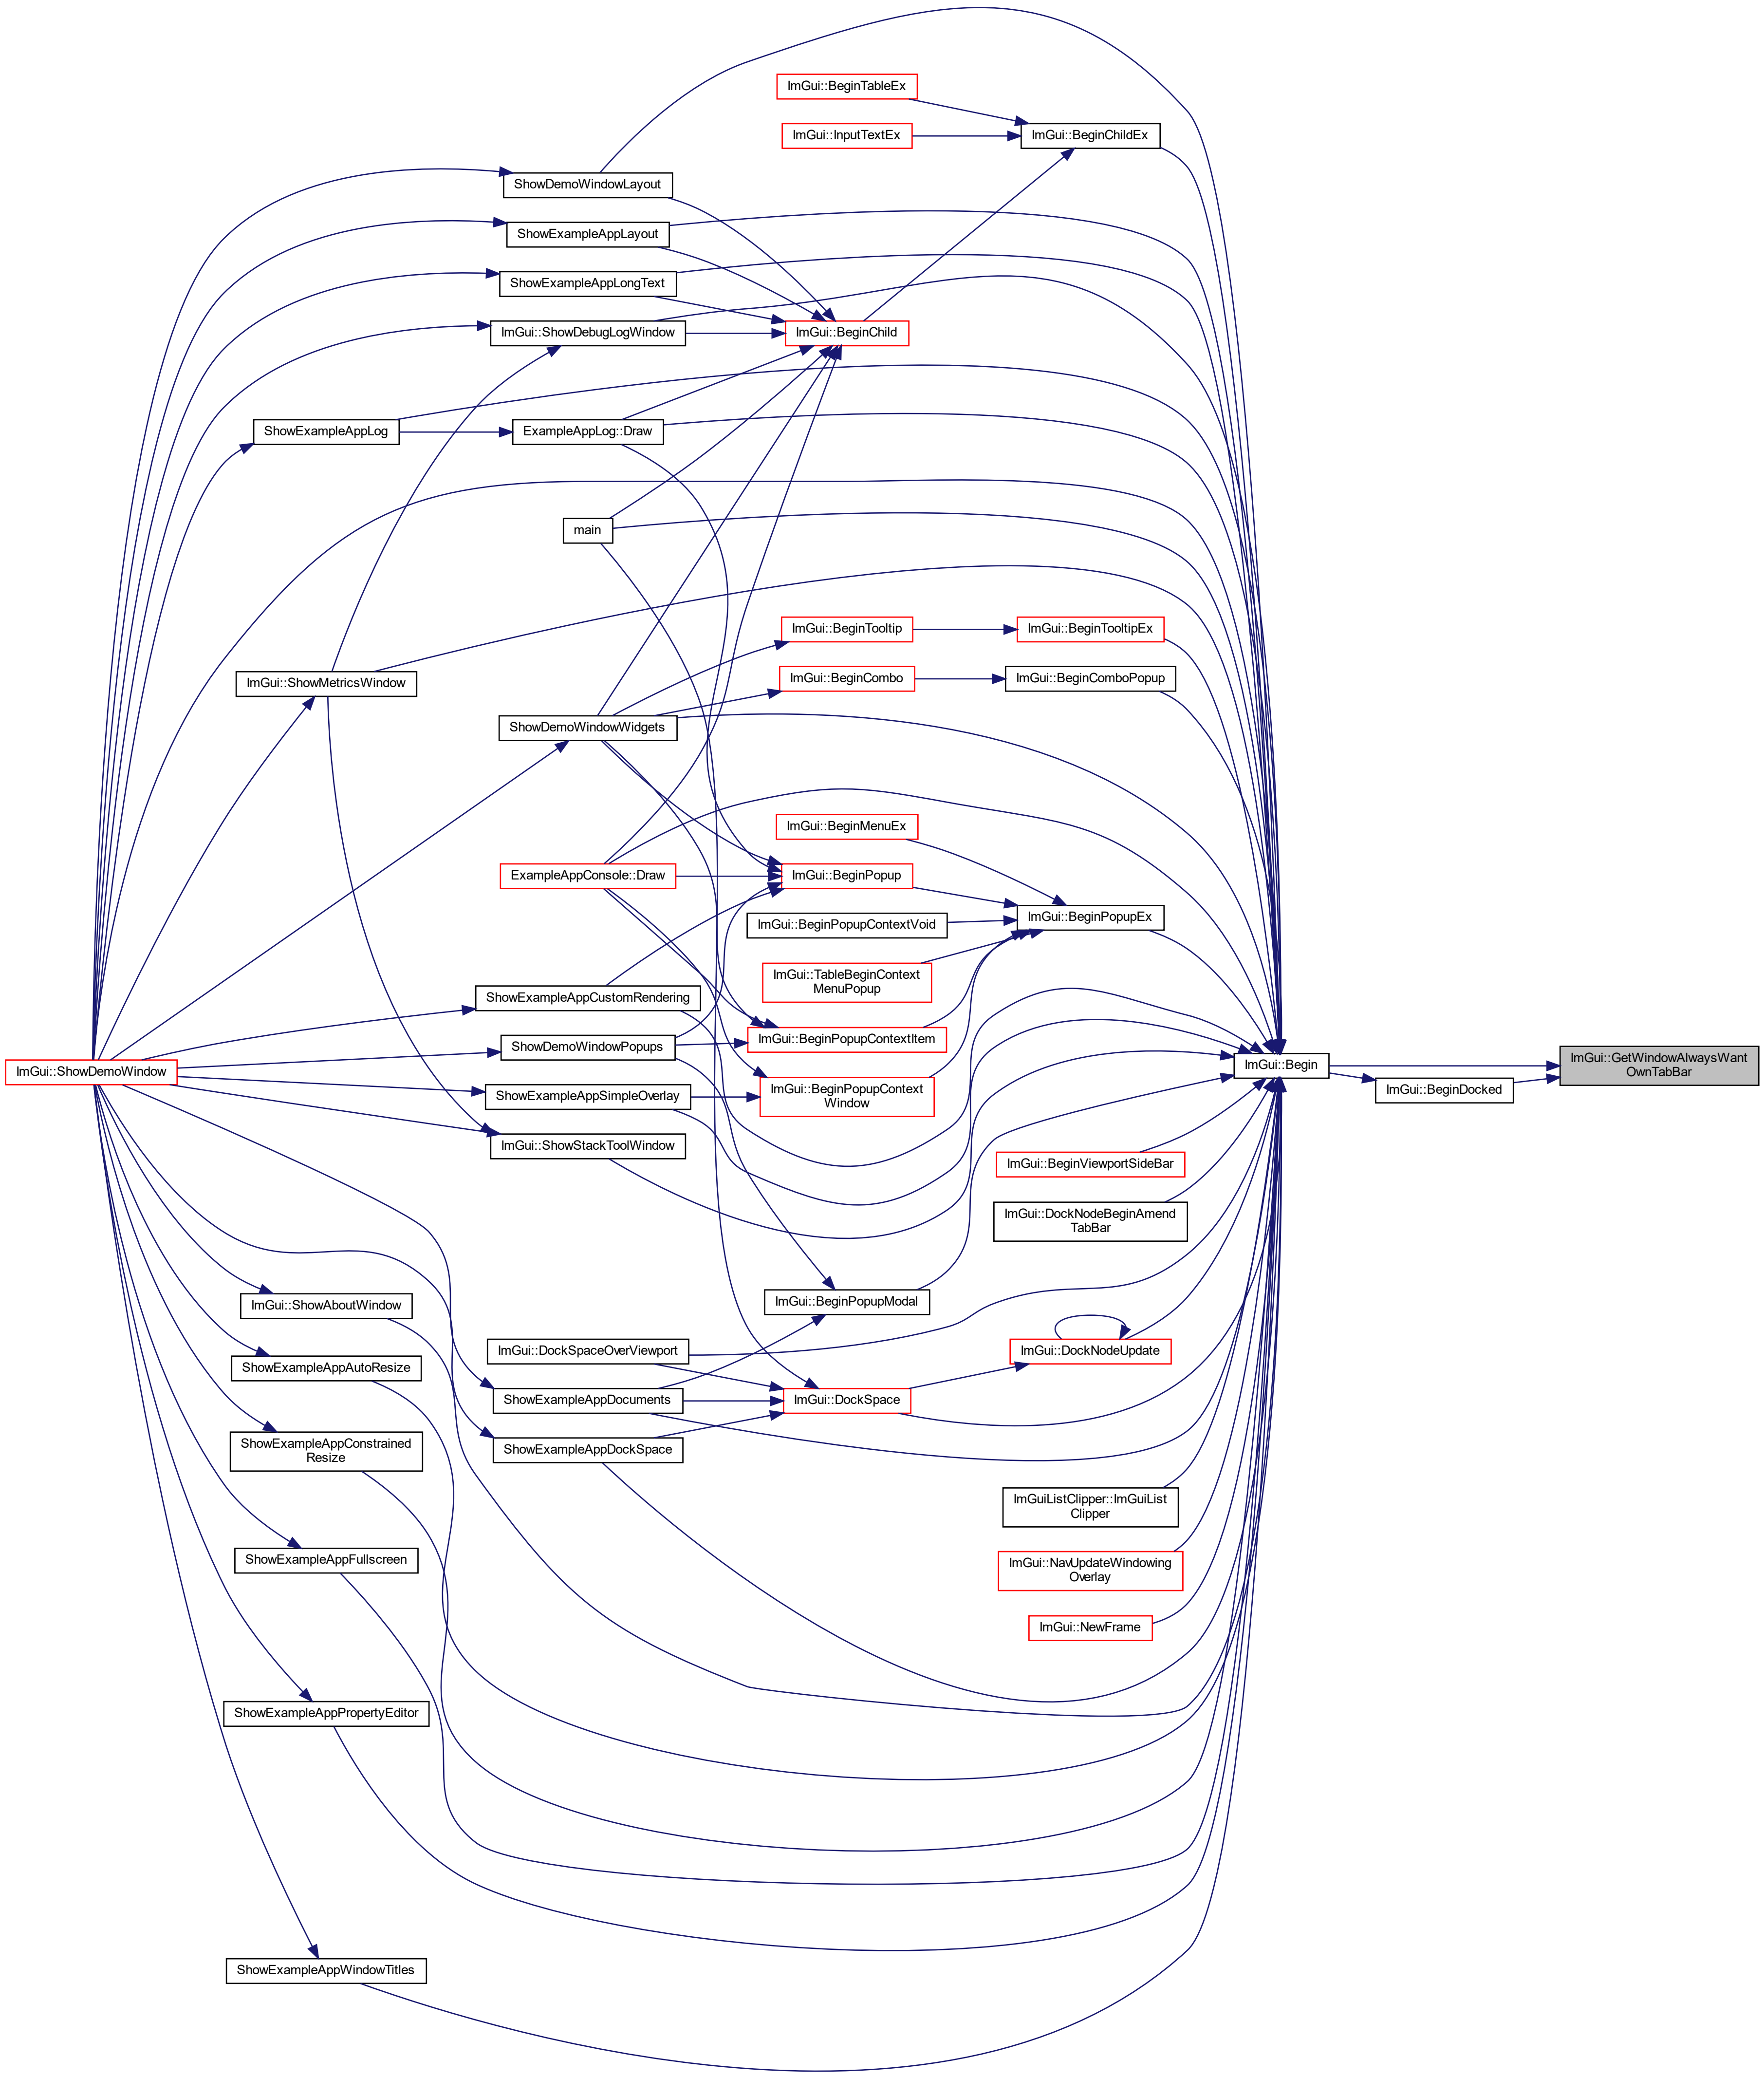 ImGui::BeginTableEx
ImGui::InputTextEx
ImGui::BeginChildEx
ShowDemoWindowLayout
ShowExampleAppLayout
ShowExampleAppLongText
ImGui::ShowDebugLogWindow
ImGui::BeginChild
ShowExampleAppLog
ExampleAppLog::Draw
main
ImGui::BeginTooltip
ImGui::BeginTooltipEx
ImGui::ShowMetricsWindow
ImGui::BeginCombo
ImGui::BeginComboPopup
ShowDemoWindowWidgets
ImGui::BeginMenuEx
ExampleAppConsole::Draw
ImGui::BeginPopup
ImGui::BeginPopupEx
ImGui::BeginPopupContextVoid
ImGui::TableBeginContext
MenuPopup
ShowExampleAppCustomRendering
ImGui::BeginPopupContextItem
ShowDemoWindowPopups
ImGui::ShowDemoWindow
ImGui::Begin
ImGui::GetWindowAlwaysWant
OwnTabBar
ImGui::BeginDocked
ShowExampleAppSimpleOverlay
ImGui::BeginPopupContext
Window
ImGui::ShowStackToolWindow
ImGui::BeginViewportSideBar
ImGui::DockNodeBeginAmend
TabBar
ImGui::ShowAboutWindow
ImGui::BeginPopupModal
ImGui::DockSpaceOverViewport
ImGui::DockNodeUpdate
ShowExampleAppAutoResize
ShowExampleAppDocuments
ImGui::DockSpace
ShowExampleAppConstrained
Resize
ShowExampleAppDockSpace
ImGuiListClipper::ImGuiList
Clipper
ShowExampleAppFullscreen
ImGui::NavUpdateWindowing
Overlay
ImGui::NewFrame
ShowExampleAppPropertyEditor
ShowExampleAppWindowTitles